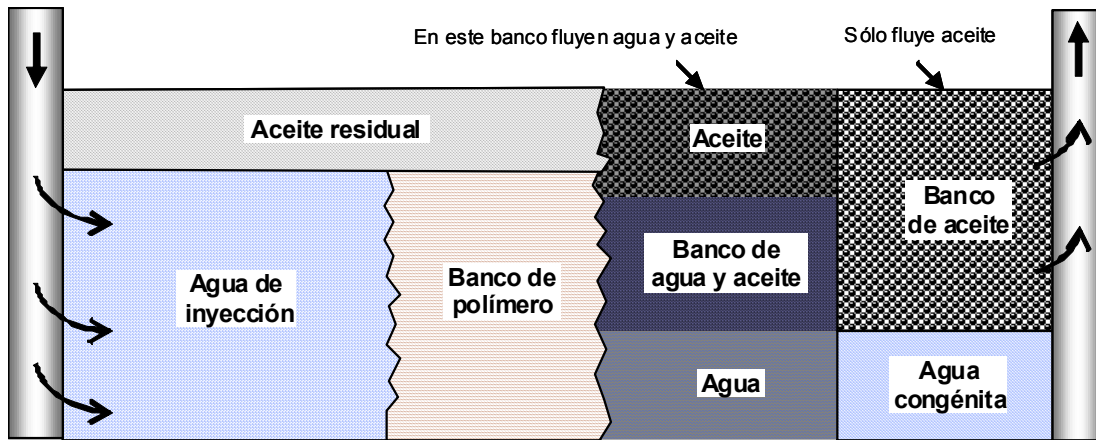 En este banco fluyen agua y aceite
Sólo fluye aceite
Aceite residual
Aceite
Banco
de aceite
Agua de
inyección
Banco de
polímero
Banco de
agua y aceite
Agua
Agua
congénita